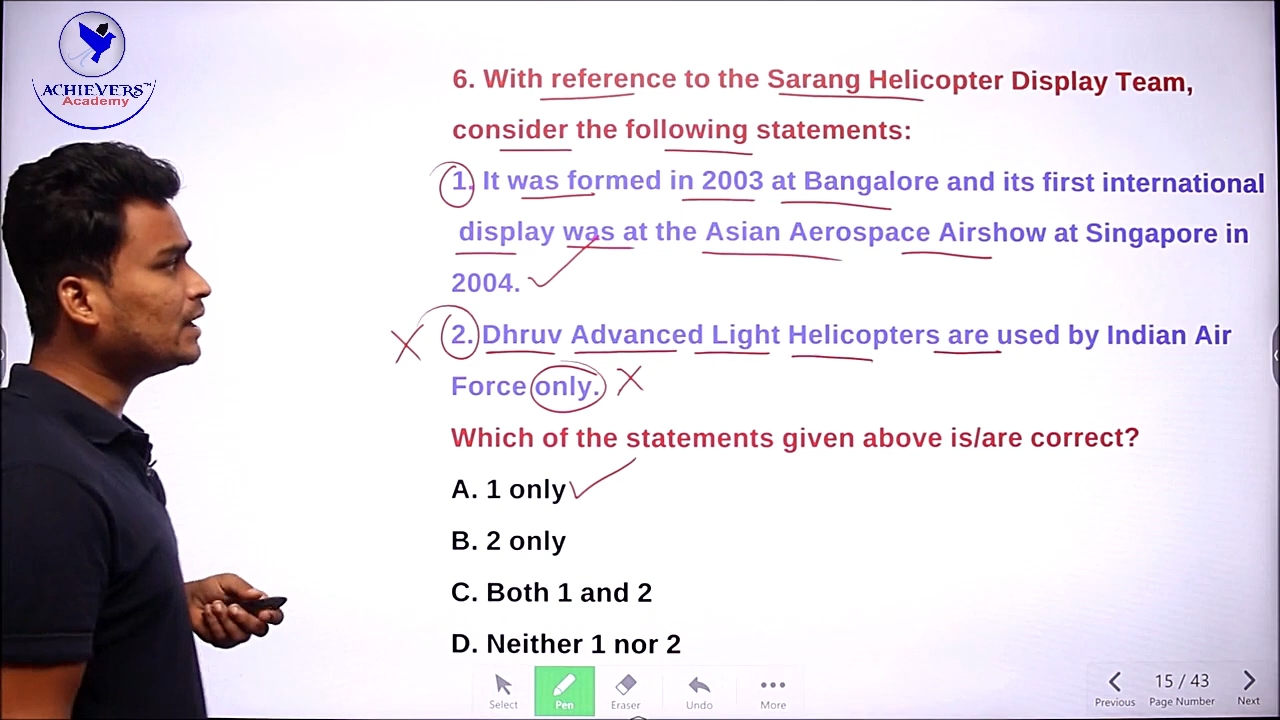 ACHIEVERS™
Academy
6. With reference to the Sarang Helicopter Display Team,
consider the following statements:
1. It was formed in 2003 at Bangalore and its first international
display was at the Asian Aerospace Airshow at Singapore in
2004.
2. Dhruv Advanced Light Helicopters are used by Indian Air
Force only.
Which of the statements given above is/are correct?
A. 1 only
B. 2 only
C. Both 1 and 2
D. Neither 1 nor 2
Select Pen Eraser Undo More
Previous 15 / 43 Page Number Next